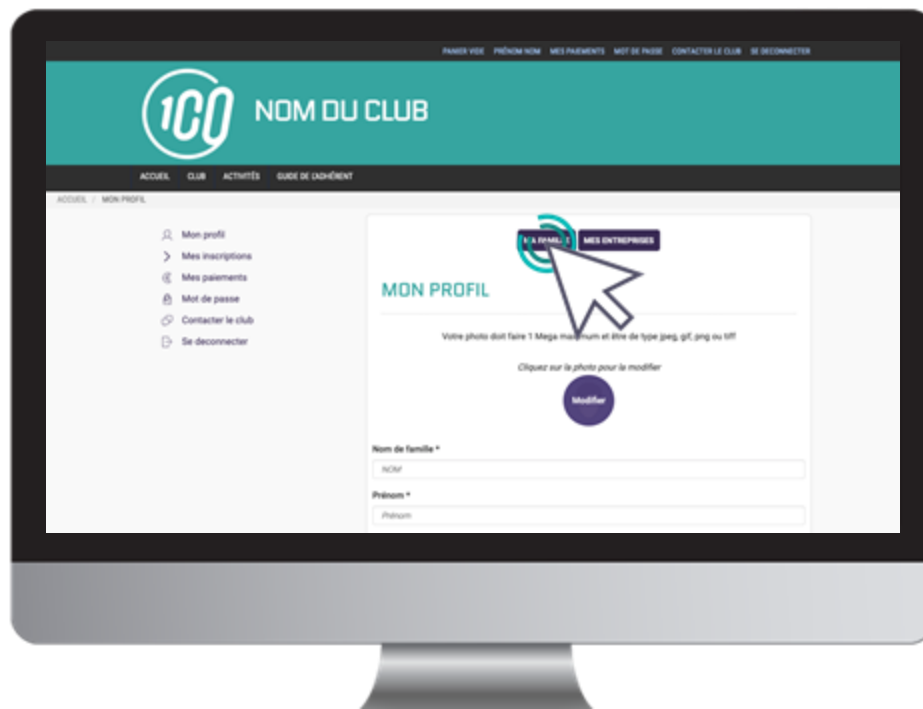 PANIER VIDE PRÉNOM NOM MES PAIEMENTS MOT DE PASSE CONTACTER LE CLUB SE DECONNECTER
100 NOM DU CLUB
ACCUEIL CLUB ACTIVITÉS GUIDE DE L'ADHÉRENT
ACCUEIL / MON PROFIL
Mon profil
Mes inscriptions
Mes paiements
Mot de passe
Contacter le club
Se deconnecter
MES ENTREPRISES
MON PROFIL
Votre photo doit faire 1 Mega et être de type jpeg, gif, png ou tiff
Cliquez sur la photo pour la modifier
Modifier
Nom de famille *
NOM
Prénom *
Prénom